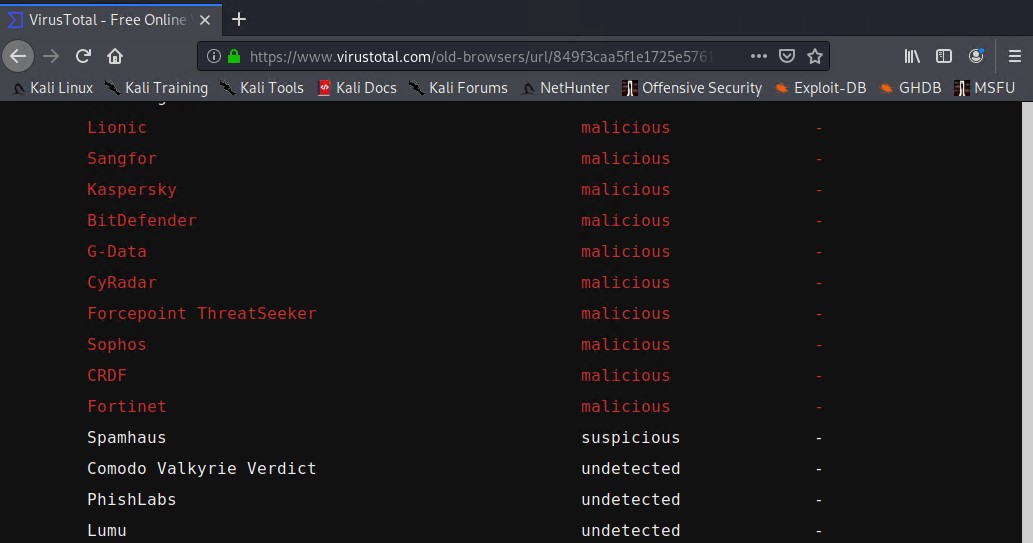 VirusTotal - Free Online
https://www.virustotal.com/old-browsers/url/849f3caa5f1e1725e5761
Kali Linux Kali Training Kali Tools Kali Docs Kali Forums NetHunter Offensive Security Exploit-DB GHDB MSFU
Lionic malicious -
Sangfor malicious -
Kaspersky malicious -
BitDefender malicious -
G-Data malicious -
CyRadar malicious -
Forcepoint ThreatSeeker malicious -
Sophos malicious -
CRDF malicious -
Fortinet malicious -
Spamhaus suspicious -
Comodo Valkyrie Verdict undetected -
PhishLabs undetected -
Lumu undetected -